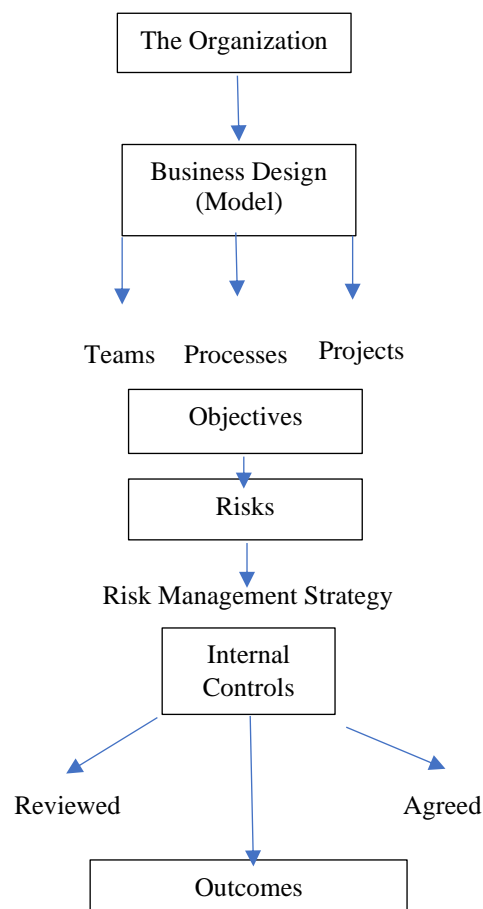 The Organization
Business Design
(Model)
Teams Processes Projects
Objectives
Risks
Risk Management Strategy
Internal
Controls
Reviewed Agreed
Outcomes